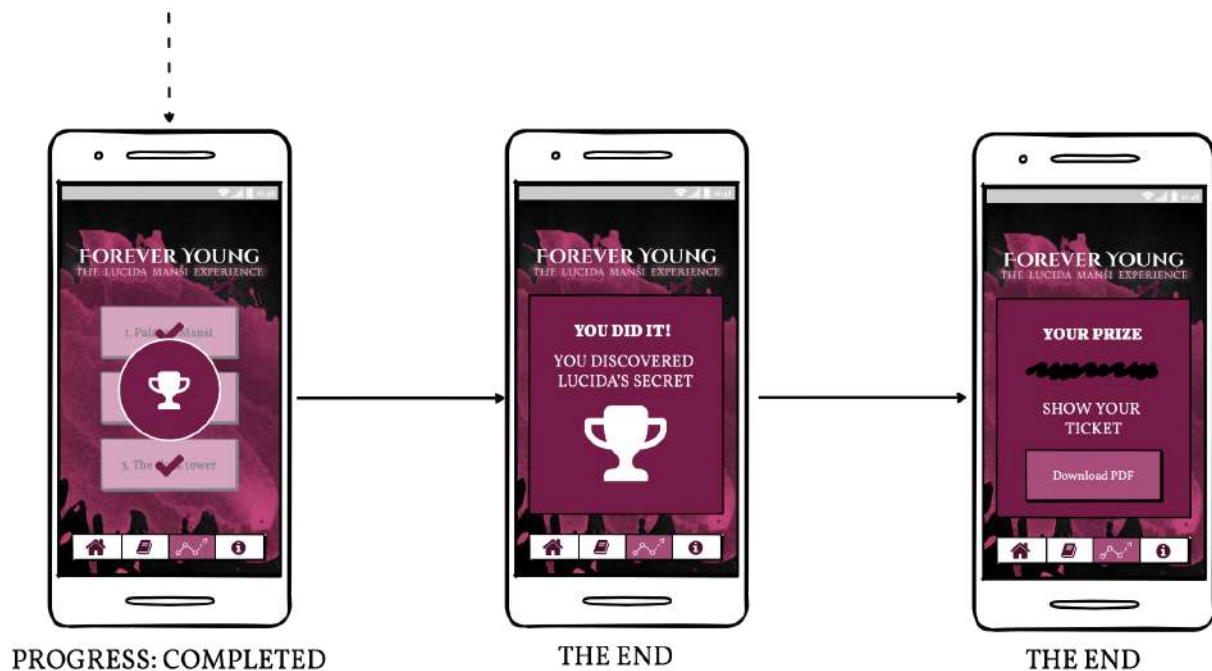 FOREVER YOUNG
THE LUCIDA MANSI EXPERIENCE
1. Palazzo Mansi
3. The clock tower
PROGRESS: COMPLETED
FOREVER YOUNG
THE LUCIDA MANSI EXPERIENCE
YOU DID IT!
YOU DISCOVERED
LUCIDA'S SECRET
THE END
FOREVER YOUNG
THE LUCIDA MANSI EXPERIENCE
YOUR PRIZE
SHOW YOUR
TICKET
Download PDF
THE END